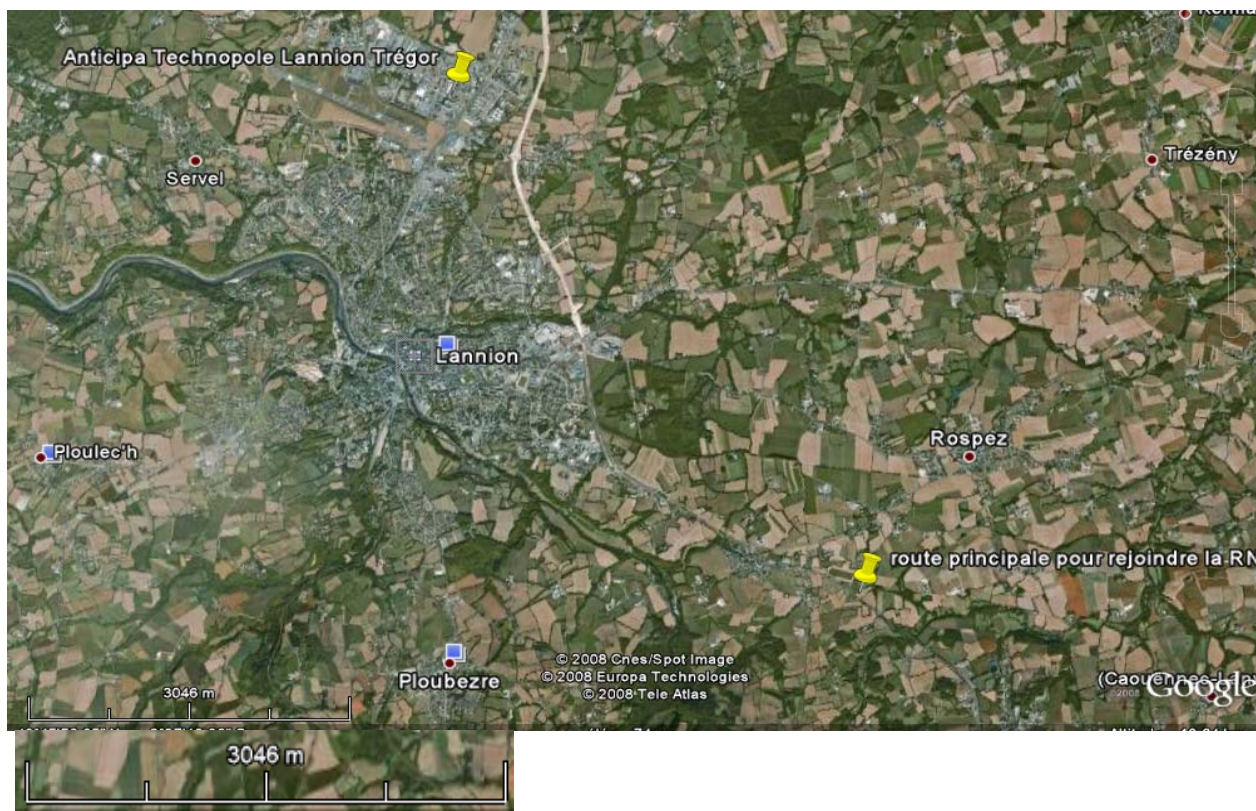 Anticipa Technopole Lannion Trégor
Servel
Trézény
Lannion
Ploulec'h
Rospez
route principale pour rejoindre la RN
Ploubezre
© 2008 Cnes/Spot Image
© 2008 Europa Technologies
© 2008 Tele Atlas
3046 m
©2008 Google
3046 m